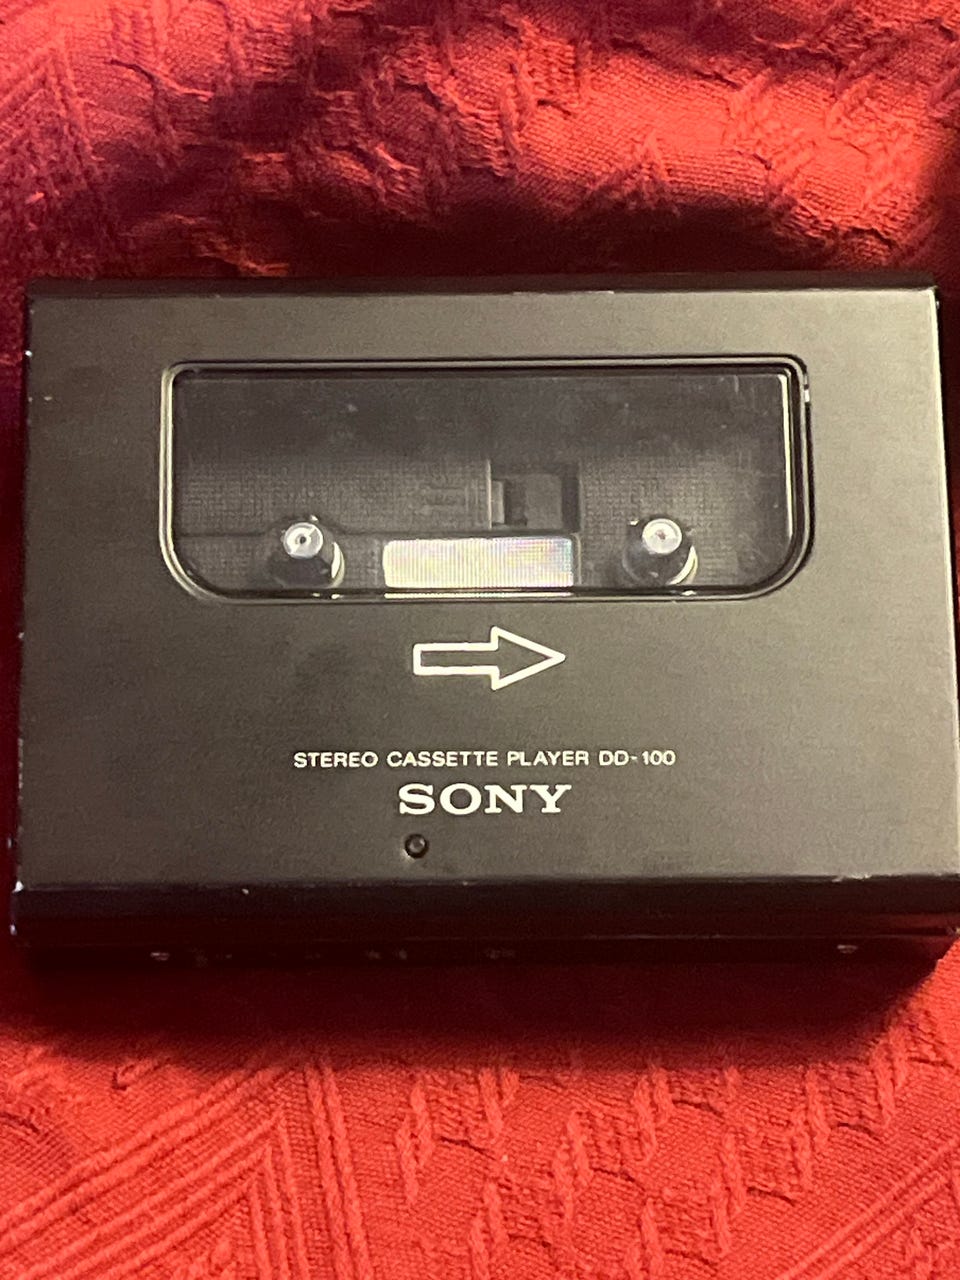 STEREO CASSETTE PLAYER DD-100
SONY